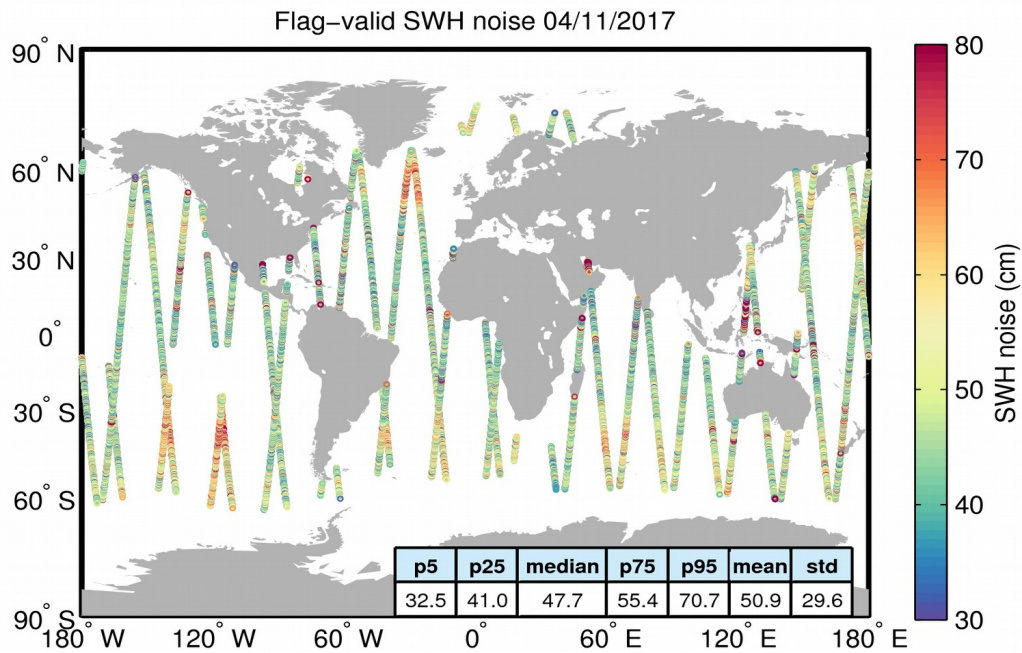 Flag−valid SWH noise 04/11/2017
90° N
60° N
30° N
0°
30° S
60° S
90° S
180° W
120° W
60° W
0°
60° E
120° E
180° E
p5 p25 median p75 p95 mean std
32.5 41.0 47.7 55.4 70.7 50.9 29.6
80
70
60
50
40
30
SWH noise (cm)